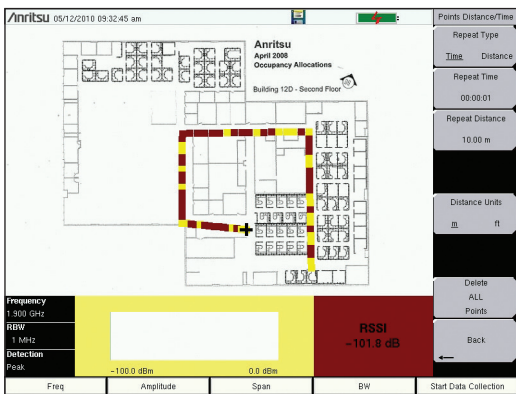 Anritsu 05/12/2010 09:32:45 am
Points Distance/Time
Anritsu
April 2008
Occupancy Allocations
Building 12D - Second Floor
Repeat Type
Time Distance
Repeat Time
00:00:01
Repeat Distance
10.00 m
Distance Units
m ft
Delete
ALL
Points
Back
Frequency
1.900 GHz
RBW
1 MHz
Detection
Peak
-100.0 dBm 0.0 dBm
RSSI
-101.8 dB
Freq Amplitude Span BW Start Data Collection